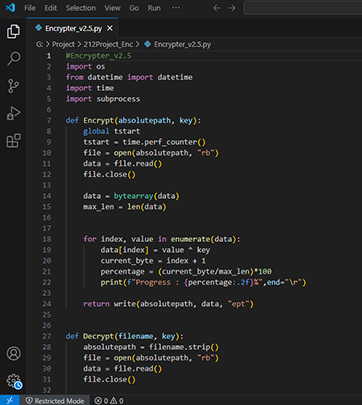 File Edit Selection View Go Run ...
Encrypter_v2.5.py X
G: > Project > 212Project_Enc > Encrypter_v2.5.py
1 #Encrypter_v2.5
2 import os
3 from datetime import datetime
4 import time
5 import subprocess
6
7 def Encrypt(absolutepath, key):
8 global tstart
9 tstart = time.perf_counter()
10 file = open(absolutepath, "rb")
11 data = file.read()
12 file.close()
13
14 data = bytearray(data)
15 max_len = len(data)
16
17
18 for index, value in enumerate(data):
19 data[index] = value ^ key
20 current_byte = index + 1
21 percentage = (current_byte/max_len)*100
22 print(f"Progress : {percentage:.2f}%",end="\r")
23
24 return write(absolutepath, data, "ept")
25
26
27 def Decrypt(filename, key):
28 absolutepath = filename.strip()
29 file = open(absolutepath, "rb")
30 data = file.read()
31 file.close()
32
Restricted Mode 0 0